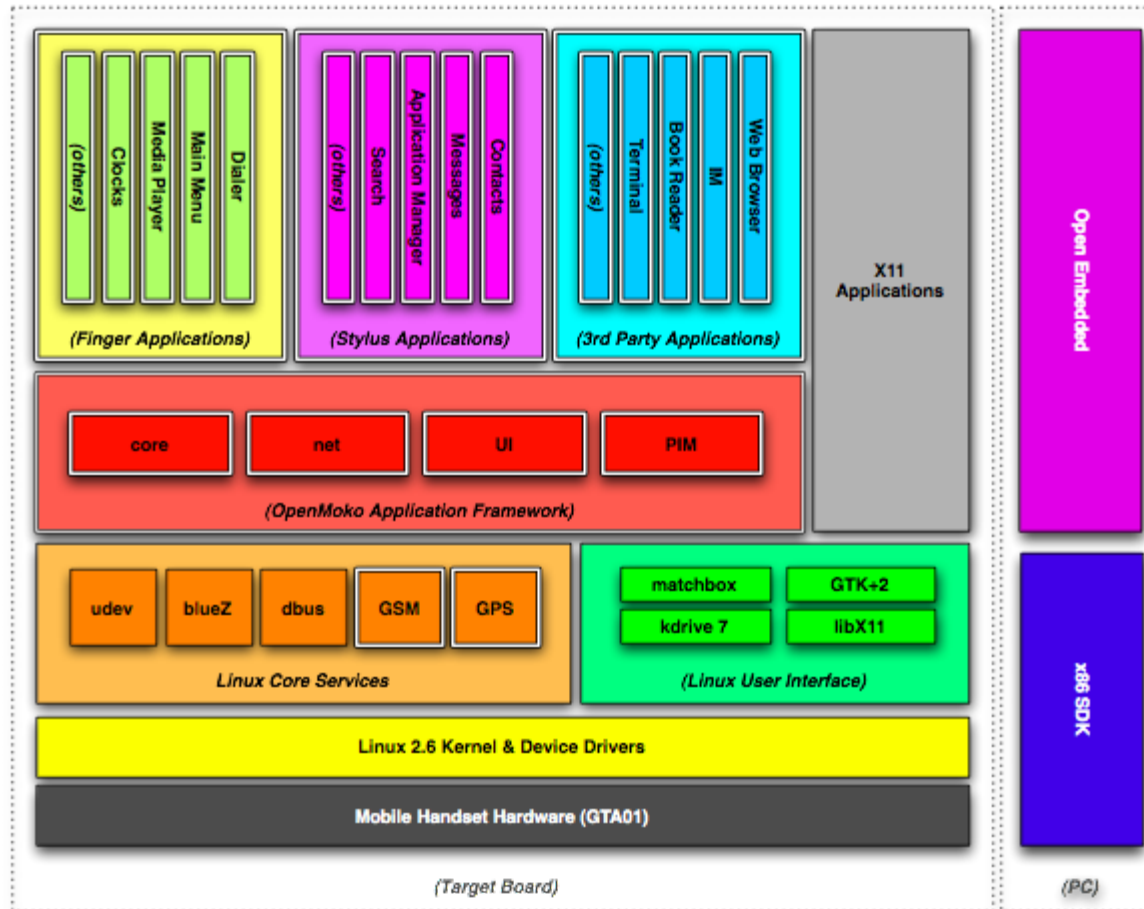 (others)
Clocks
Media Player
Main Menu
Dialer
(Finger Applications)
(others)
Search
Application Manager
Messages
Contacts
(Stylus Applications)
(others)
Terminal
Book Reader
IM
Web Browser
(3rd Party Applications)
X11
Applications
core
net
UI
PIM
(OpenMoko Application Framework)
udev
blueZ
dbus
GSM
GPS
Linux Core Services
matchbox
GTK+2
kdrive 7
libX11
(Linux User Interface)
Linux 2.6 Kernel & Device Drivers
Mobile Handset Hardware (GTA01)
(Target Board)
Open Embedded
x86 SDK
(PC)